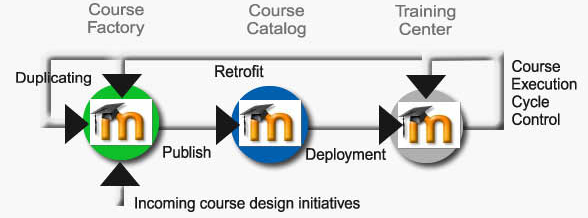 Course
Factory
Course
Catalog
Training
Center
Duplicating
Retrofit
Course
Execution
Cycle
Control
m
m
m
Publish
Deployment
Incoming course design initiatives